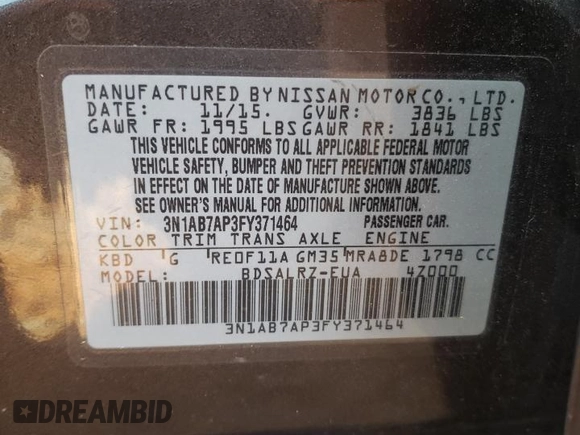 MANUFACTURED BY NISSAN MOTOR CO., LTD.
DATE: 11/15. GVWR: 3836 LBS
GAWR FR: 1995 LBS GAWR RR: 1841 LBS
THIS VEHICLE CONFORMS TO ALL APPLICABLE FEDERAL MOTOR
VEHICLE SAFETY, BUMPER AND THEFT PREVENTION STANDARDS
IN EFFECT ON THE DATE OF MANUFACTURE SHOWN ABOVE.
SEE OWNER'S MANUAL FOR ADDITIONAL INFORMATION.
VIN: 3N1AB7AP3FY371464 PASSENGER CAR.
COLOR TRIM TRANS AXLE ENGINE
KBD G RE0F11A GM35 MRA8DE 1798 CC
MODEL: BDSALRZ-EUA 47000
3N1AB7AP3FY371464
DREAMBID